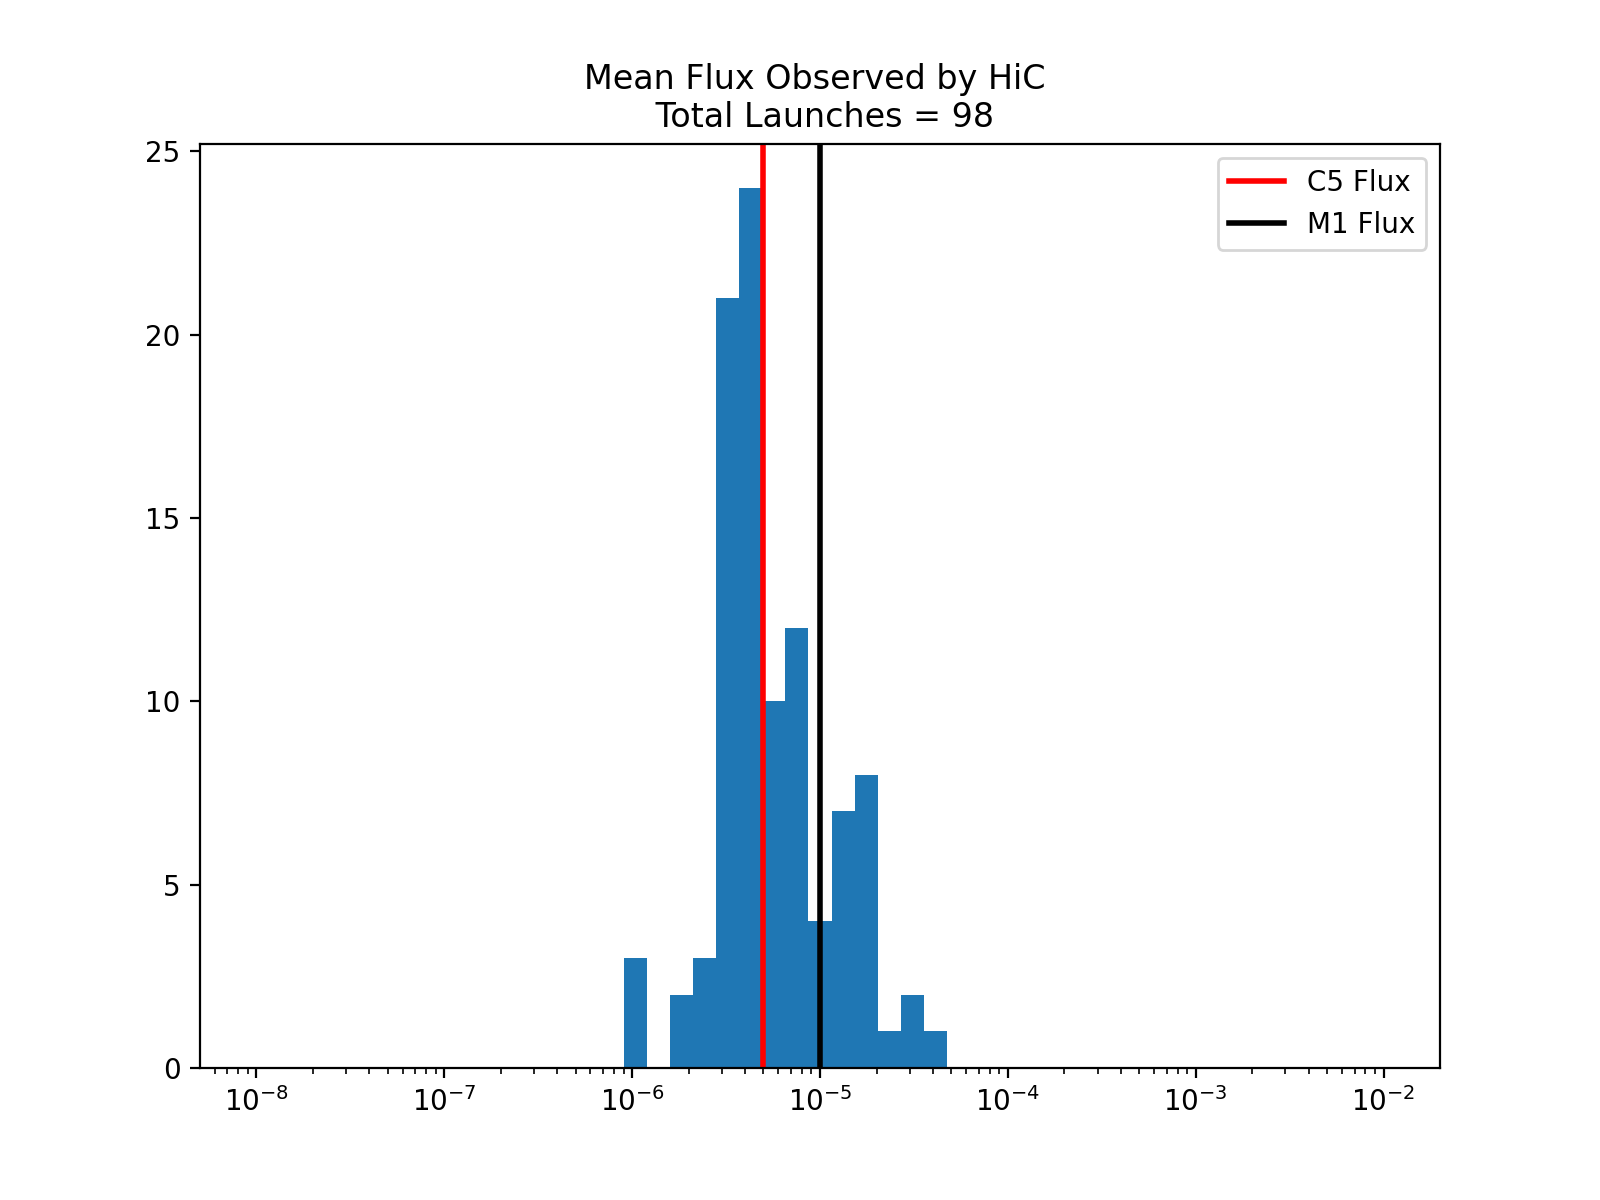 Mean Flux Observed by HiC
Total Launches = 98
C5 Flux
M1 Flux
25
20
15
10
5
0
10⁻⁸ 10⁻⁷ 10⁻⁶ 10⁻⁵ 10⁻⁴ 10⁻³ 10⁻²